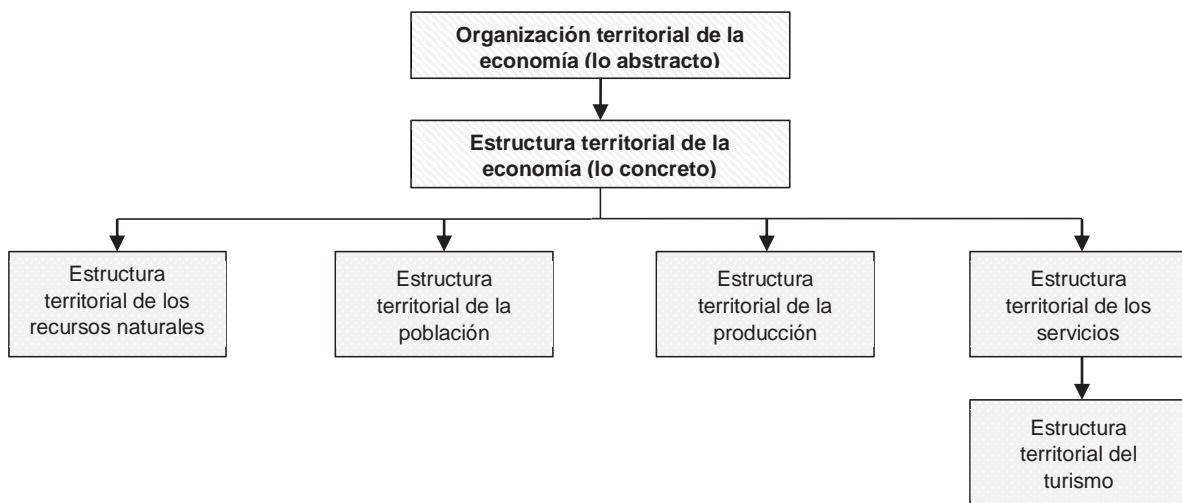 Organización territorial de la
economía (lo abstracto)
Estructura territorial de la
economía (lo concreto)
Estructura
territorial de los
recursos naturales
Estructura
territorial de la
población
Estructura
territorial de la
producción
Estructura
territorial de los
servicios
Estructura
territorial del
turismo